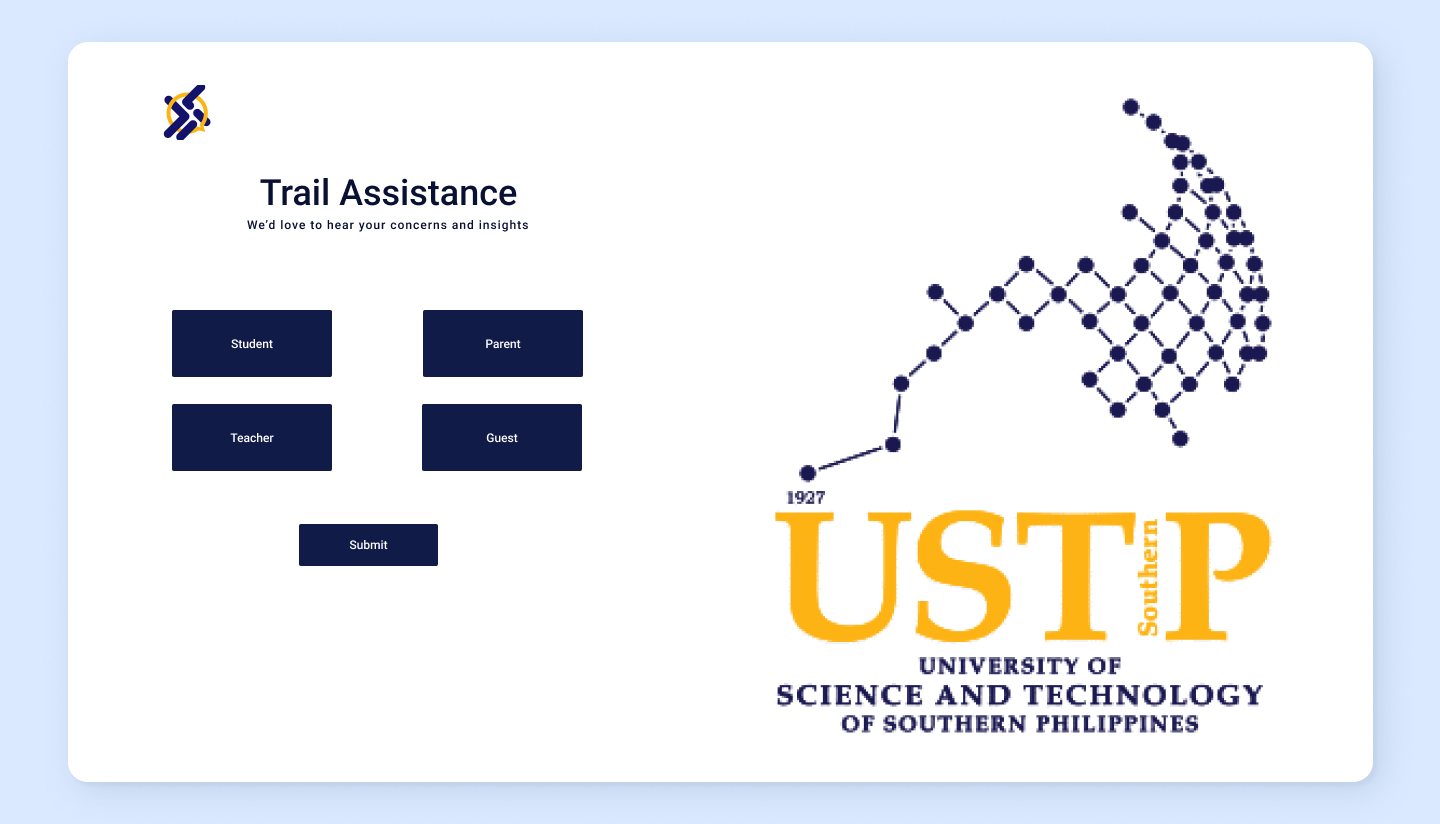 Trail Assistance
We'd love to hear your concerns and insights
Student
Parent
Teacher
Guest
Submit
1927
USTP
Southern
UNIVERSITY OF
SCIENCE AND TECHNOLOGY
OF SOUTHERN PHILIPPINES